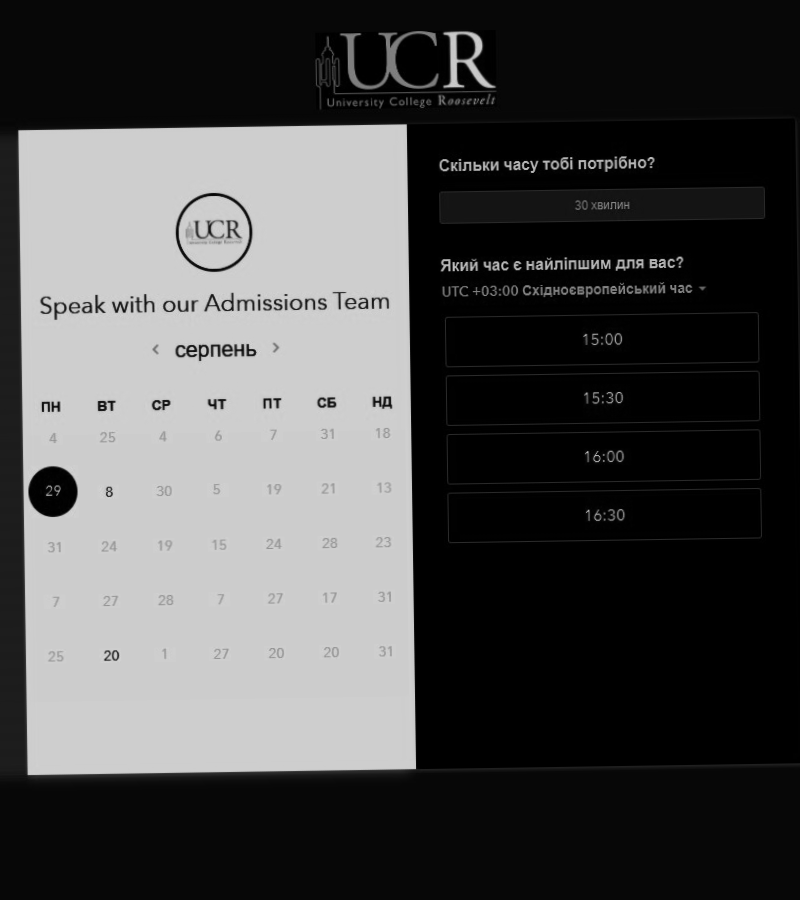 UCR
University College Roosevelt
UCR
University College Roosevelt
Speak with our Admissions Team
серпень
ПН ВТ СР ЧТ ПТ СБ НД
4 25 4 6 7 31 18
29 8 30 5 19 21 13
31 24 19 15 24 28 23
7 27 28 7 27 17 31
25 20 1 27 20 20 31
Скільки часу тобі потрібно?
30 хвилин
Який час є найліпшим для вас?
UTC +03:00 Східноєвропейський час
15:00
15:30
16:00
16:30